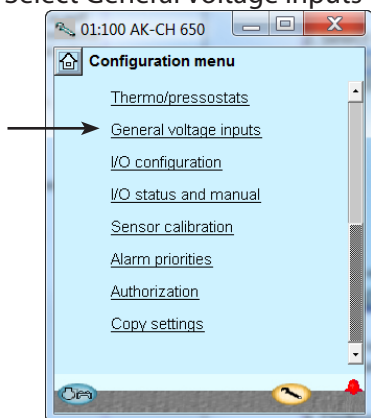 Select General voltage inputs
01:100 AK-CH 650
Configuration menu
Thermo/pressostats
General voltage inputs
I/O configuration
I/O status and manual
Sensor calibration
Alarm priorities
Authorization
Copy settings